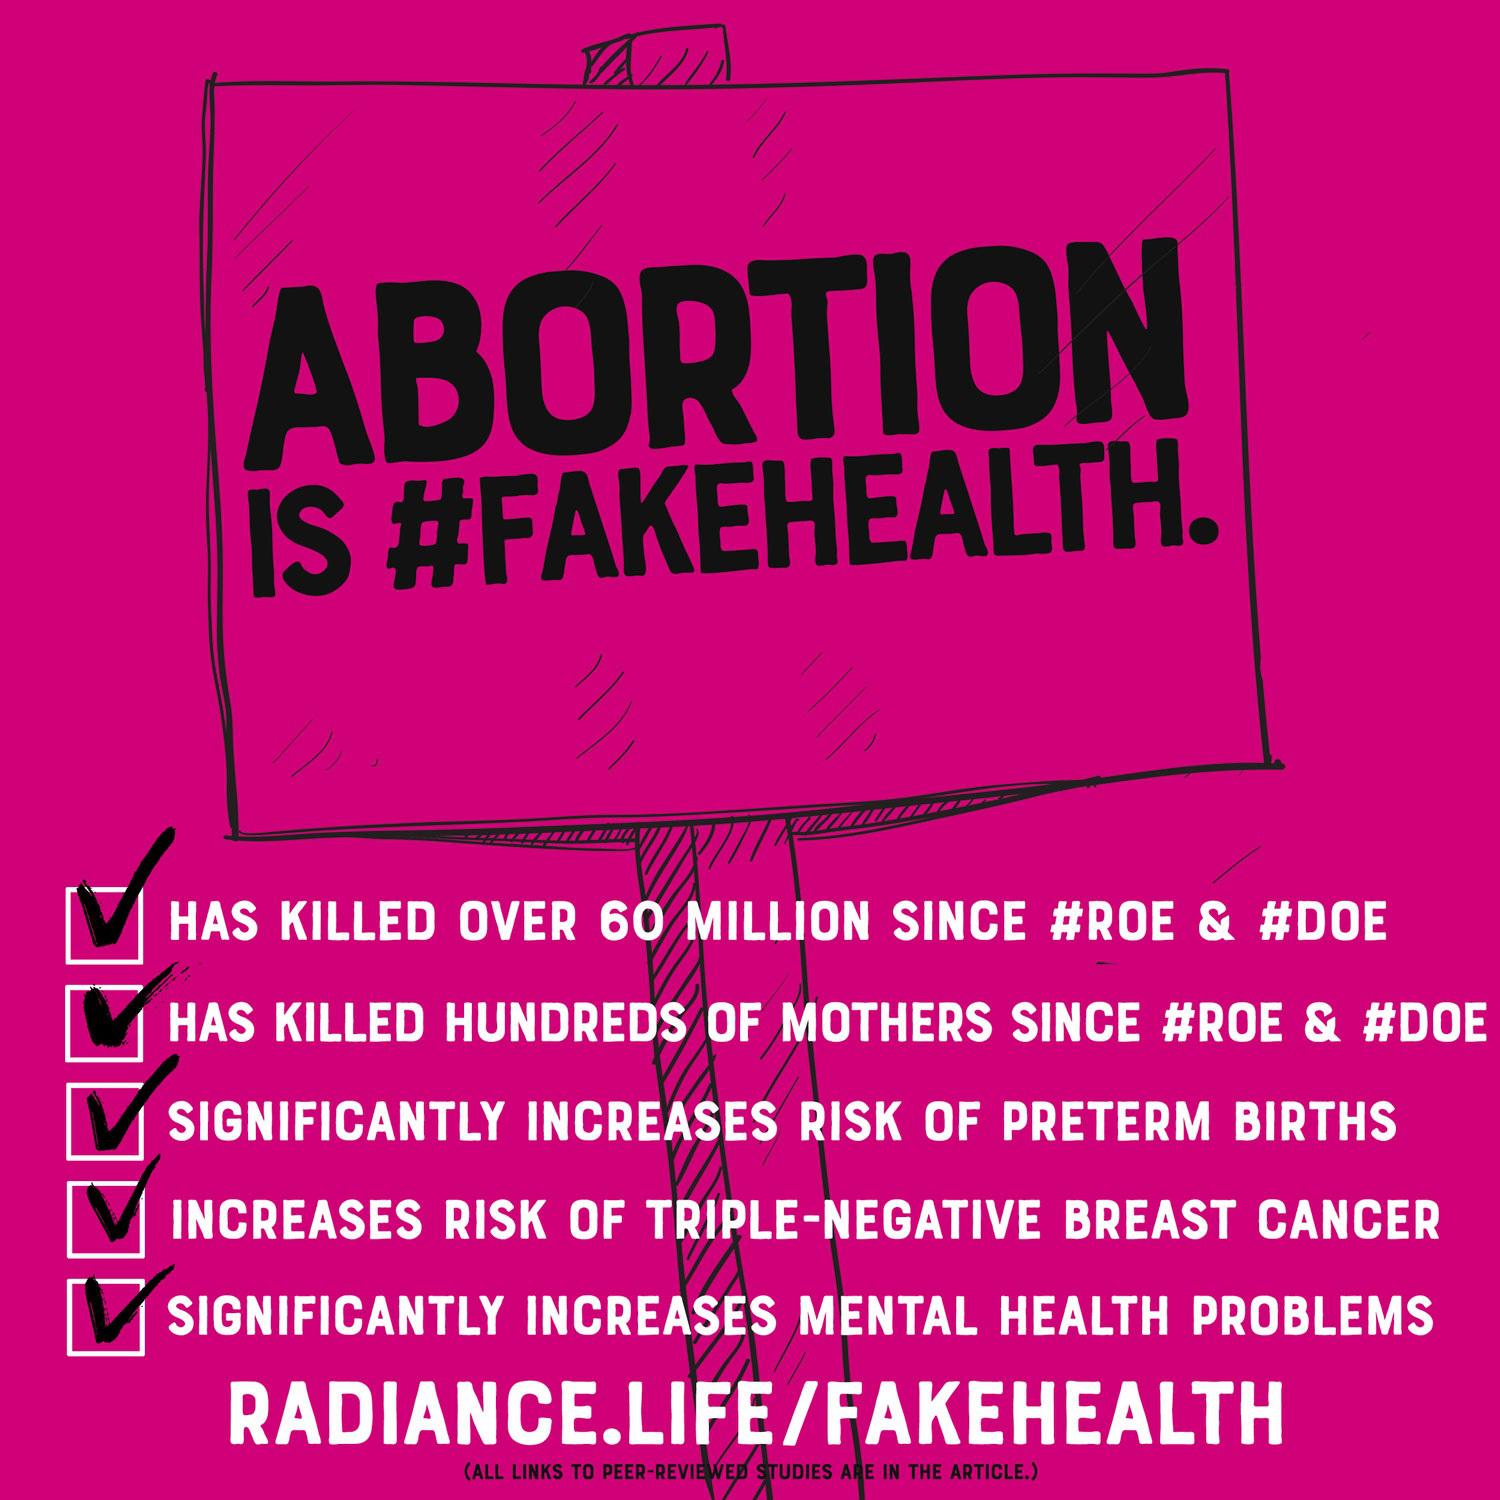 ABORTION
IS #FAKEHEALTH.
HAS KILLED OVER 60 MILLION SINCE #ROE & #DOE
HAS KILLED HUNDREDS OF MOTHERS SINCE #ROE & #DOE
SIGNIFICANTLY INCREASES RISK OF PRETERM BIRTHS
INCREASES RISK OF TRIPLE-NEGATIVE BREAST CANCER
SIGNIFICANTLY INCREASES MENTAL HEALTH PROBLEMS
RADIANCE.LIFE/FAKEHEALTH
(ALL LINKS TO PEER-REVIEWED STUDIES ARE IN THE ARTICLE.)